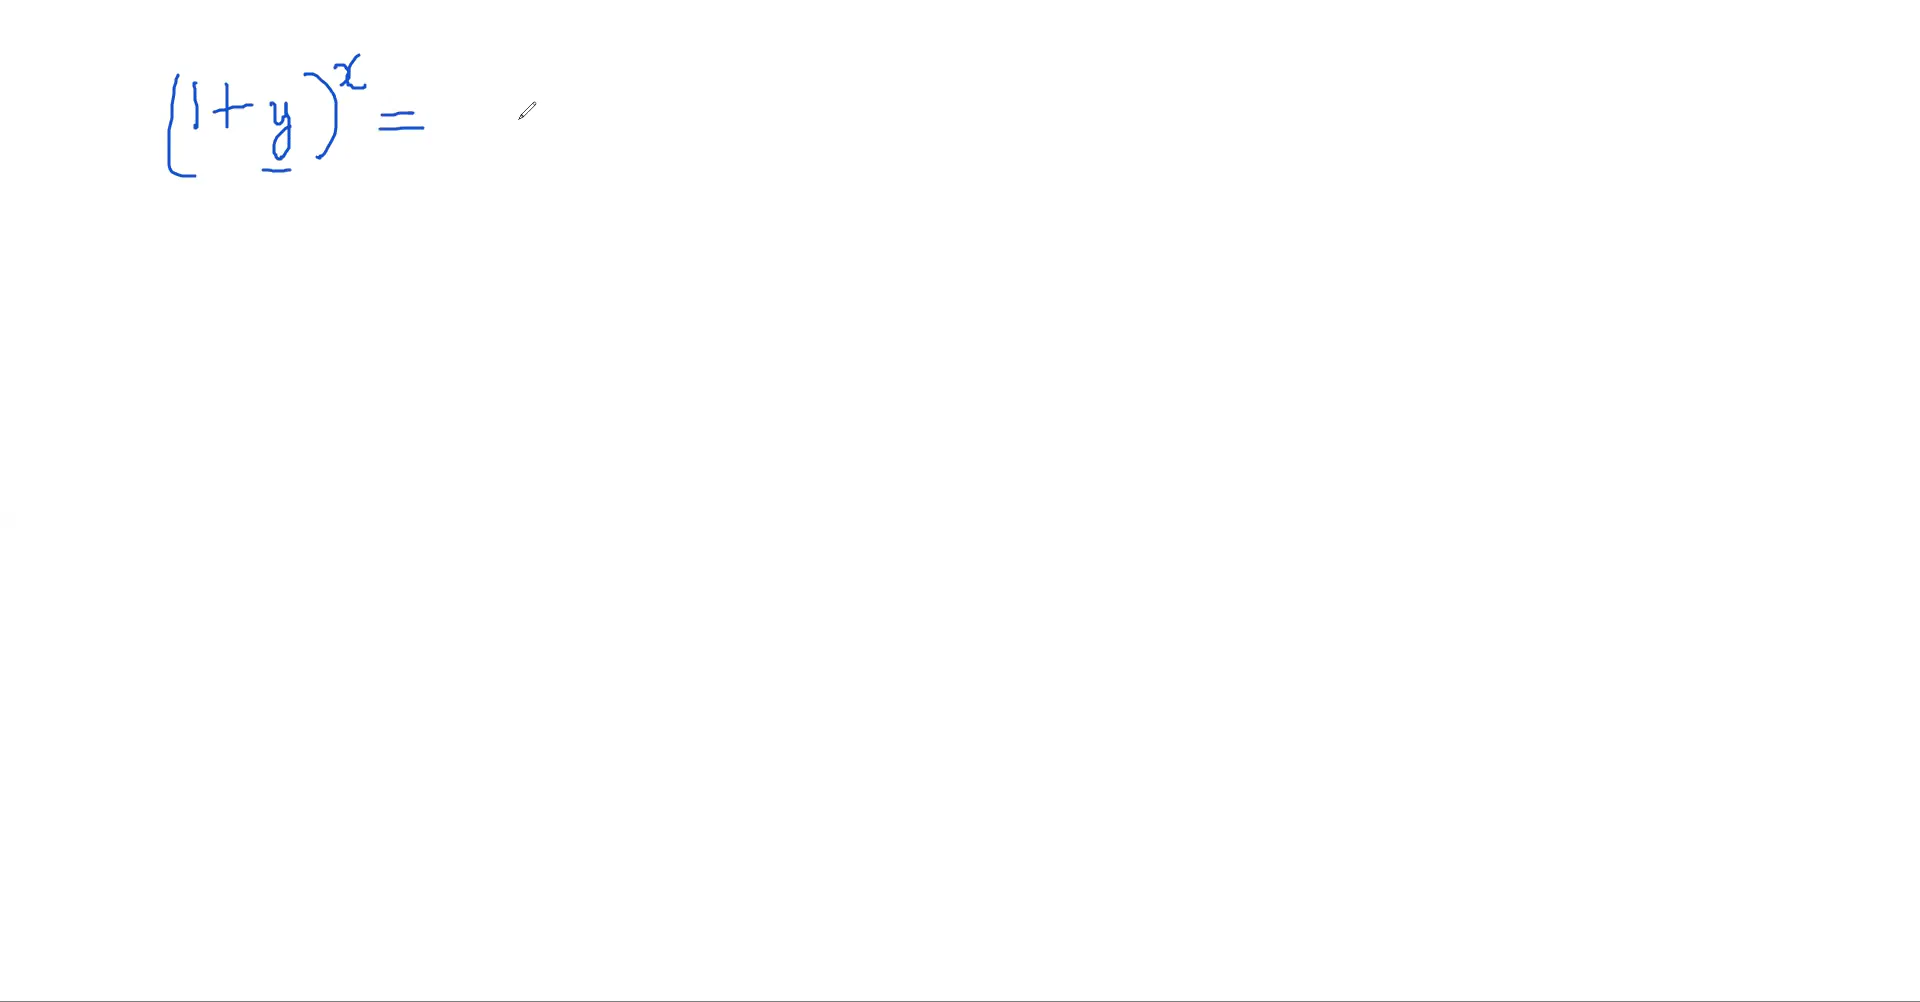 (1+y)^x =